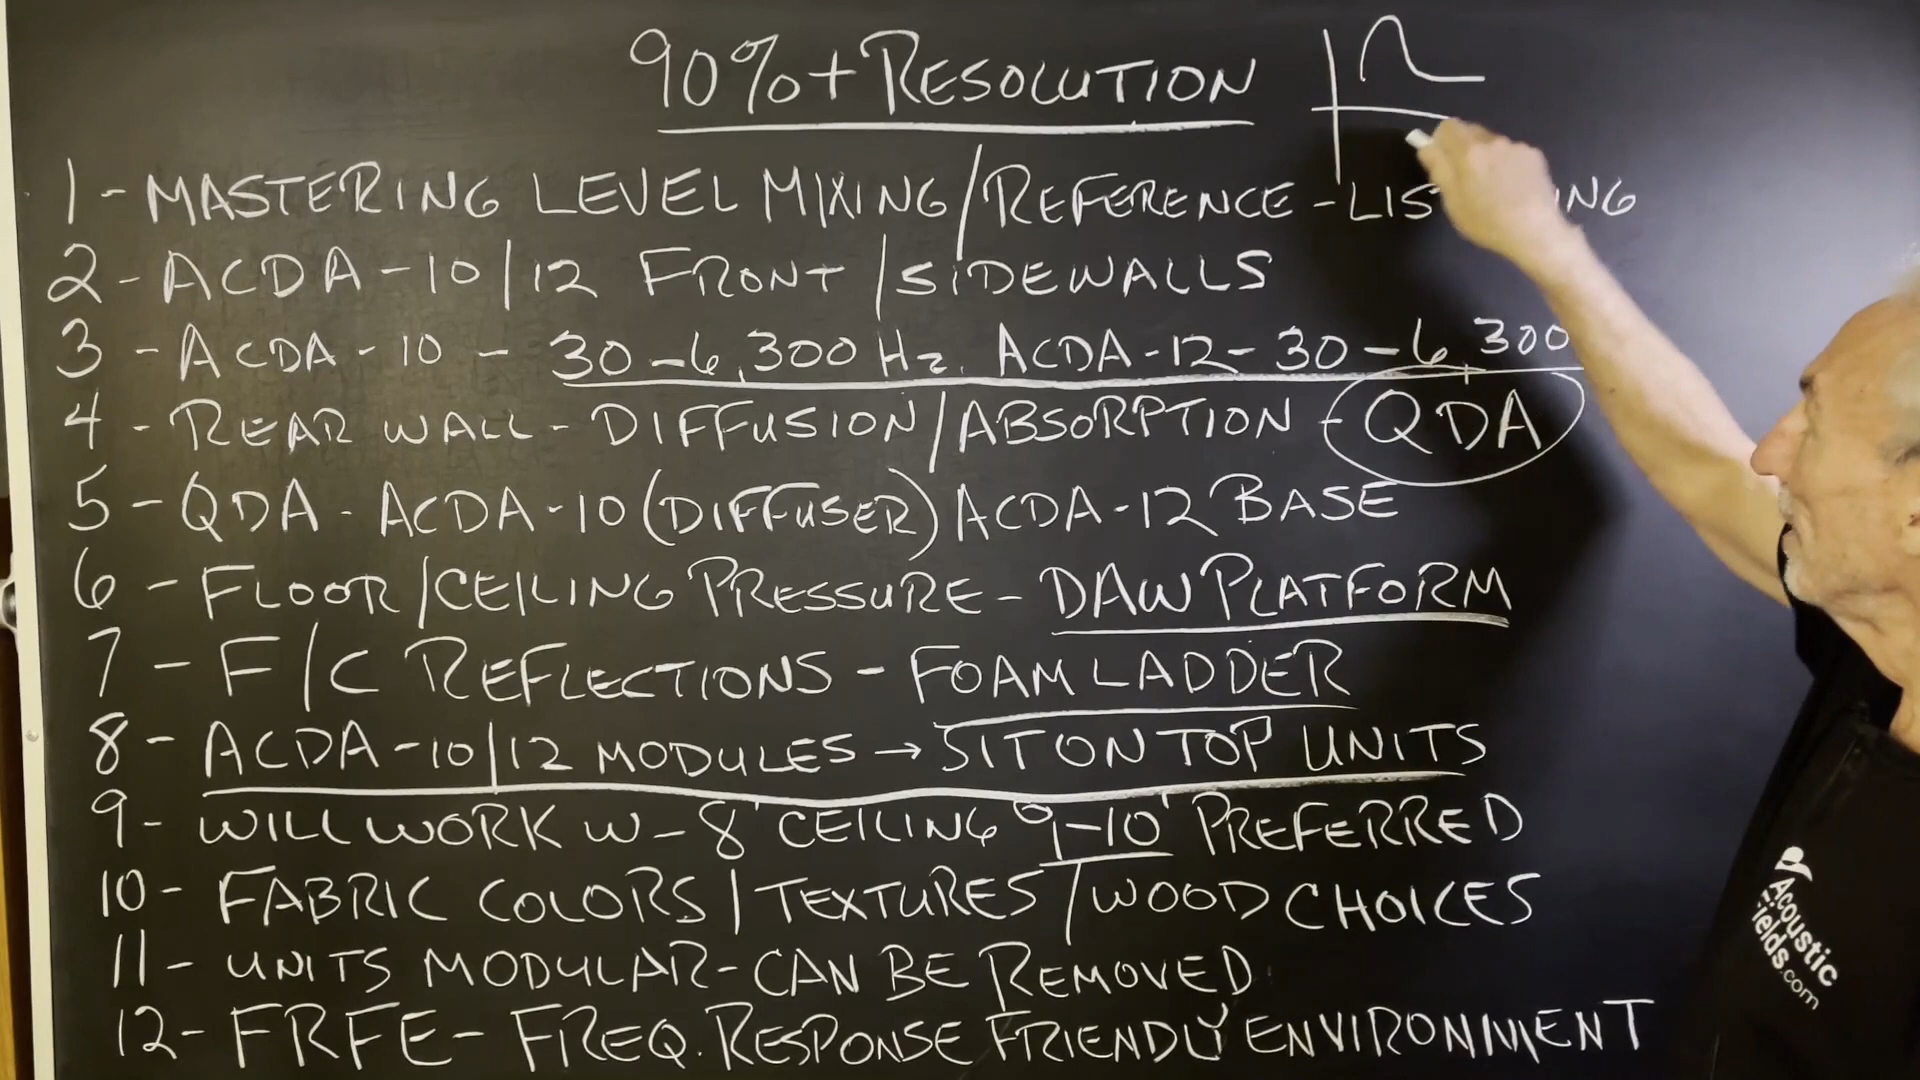 90%+ RESOLUTION
1 - MASTERING LEVEL MIXING/REFERENCE - LIS    ING
2 - ACDA - 10/12 FRONT/SIDEWALLS
3 - ACDA - 10 - 30 - 6,300 Hz. ACDA - 12 - 30 - 6,300
4 - REAR WALL - DIFFUSION/ABSORPTION - QDA
5 - QDA - ACDA - 10 (DIFFUSER) ACDA - 12 BASE
6 - FLOOR/CEILING PRESSURE - DAW PLATFORM
7 - F/C REFLECTIONS - FOAM LADDER
8 - ACDA - 10/12 MODULES → SIT ON TOP UNITS
9 - WILL WORK W - 8' CEILING 9'-10' PREFERRED
10 - FABRIC COLORS/TEXTURES/WOOD CHOICES
11 - UNITS MODULAR - CAN BE REMOVED
12 - FRFE - FREQ. RESPONSE FRIENDLY ENVIRONMENT
Acoustic
Fields.com